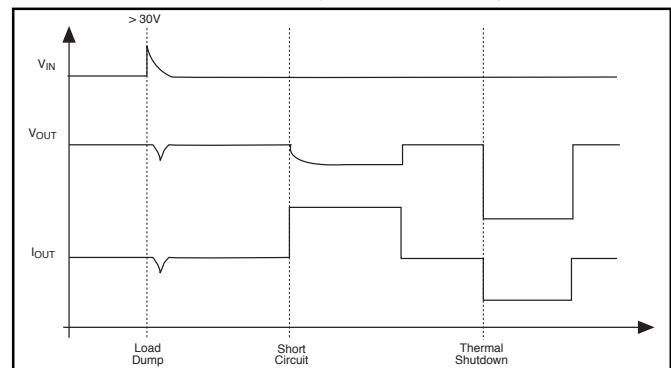 > 30V
VIN
VOUT
IOUT
Load
Dump
Short
Circuit
Thermal
Shutdown